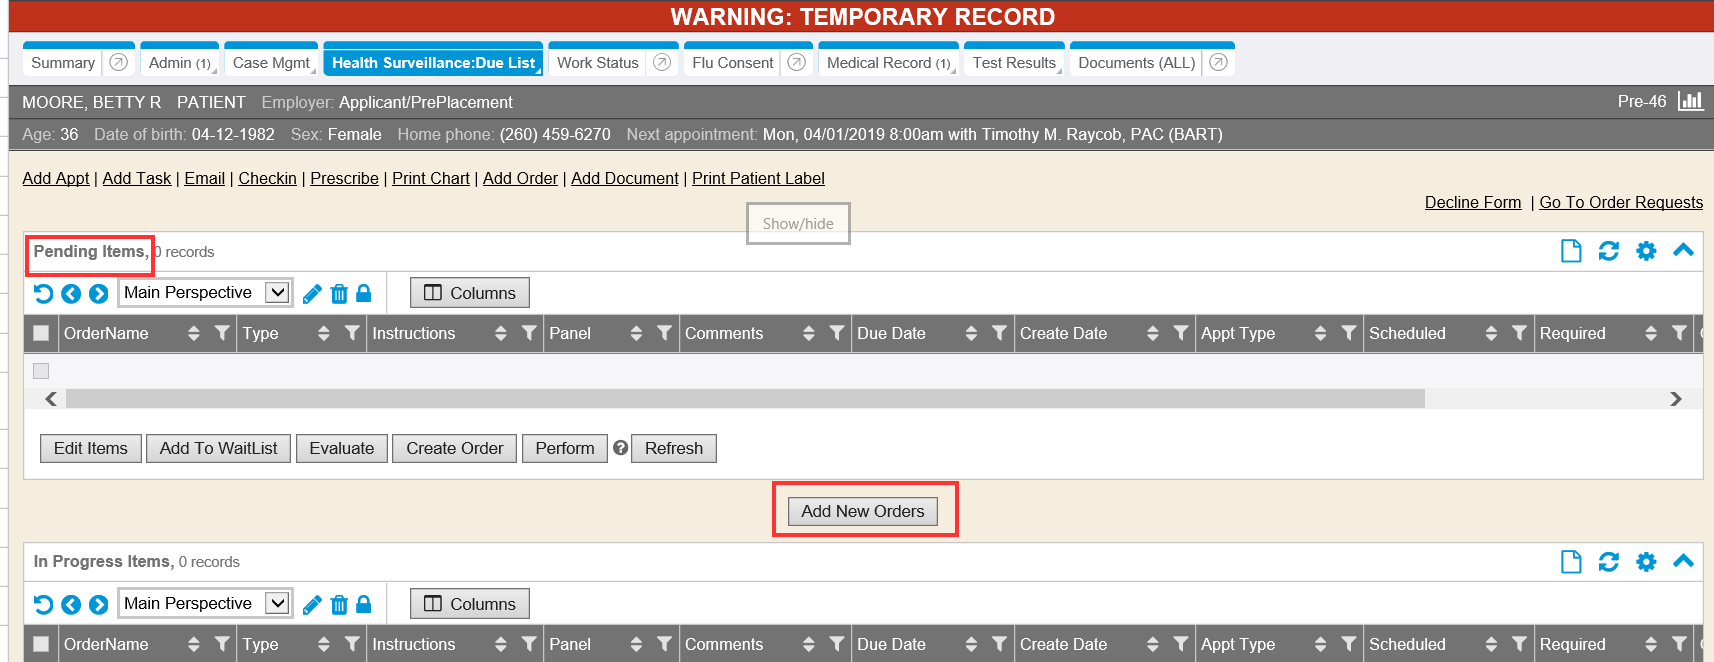 WARNING: TEMPORARY RECORD
Summary Admin (1) Case Mgmt Health Surveillance:Due List Work Status Flu Consent Medical Record (1) Test Results Documents (ALL)
MOORE, BETTY R PATIENT Employer: Applicant/PrePlacement Pre-46
Age: 36 Date of birth: 04-12-1982 Sex: Female Home phone: (260) 459-6270 Next appointment: Mon, 04/01/2019 8:00am with Timothy M. Raycob, PAC (BART)
Add Appt | Add Task | Email | Checkin | Prescribe | Print Chart | Add Order | Add Document | Print Patient Label
Decline Form | Go To Order Requests
Show/hide
Pending Items, 0 records
Main Perspective Columns
OrderName Type Instructions Panel Comments Due Date Create Date Appt Type Scheduled Required
Edit Items Add To WaitList Evaluate Create Order Perform ? Refresh
Add New Orders
In Progress Items, 0 records
Main Perspective Columns
OrderName Type Instructions Panel Comments Due Date Create Date Appt Type Scheduled Required